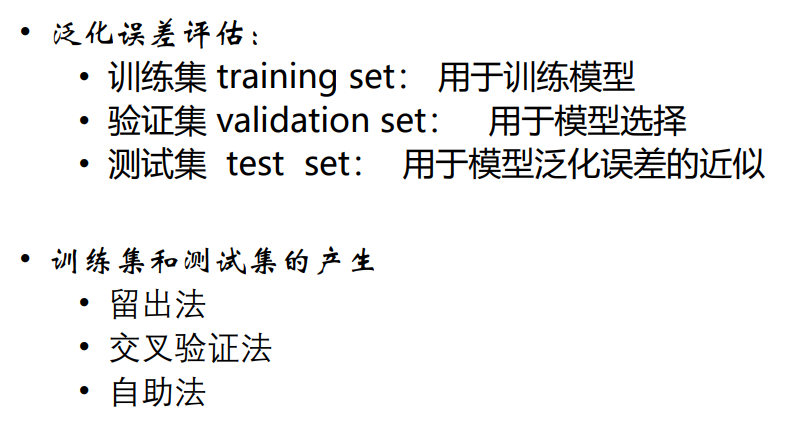 • 泛化误差评估：
• 训练集 training set： 用于训练模型
• 验证集 validation set： 用于模型选择
• 测试集 test set： 用于模型泛化误差的近似
• 训练集和测试集的产生
• 留出法
• 交叉验证法
• 自助法